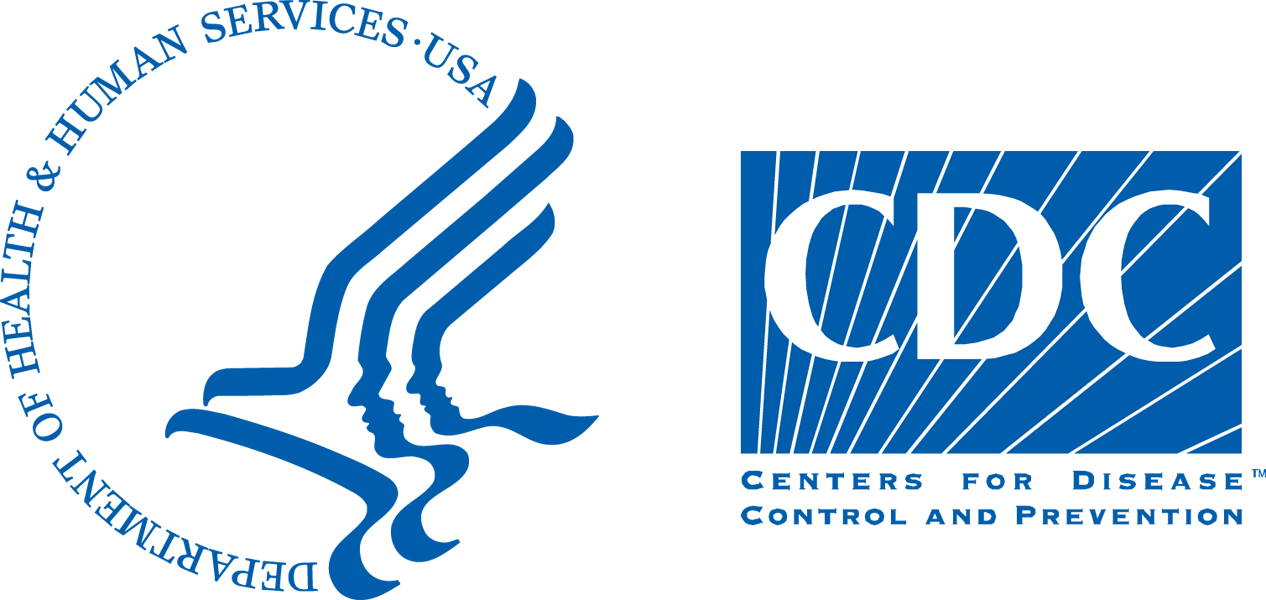 DEPARTMENT OF HEALTH & HUMAN SERVICES · USA
CDC
CENTERS FOR DISEASE™
CONTROL AND PREVENTION